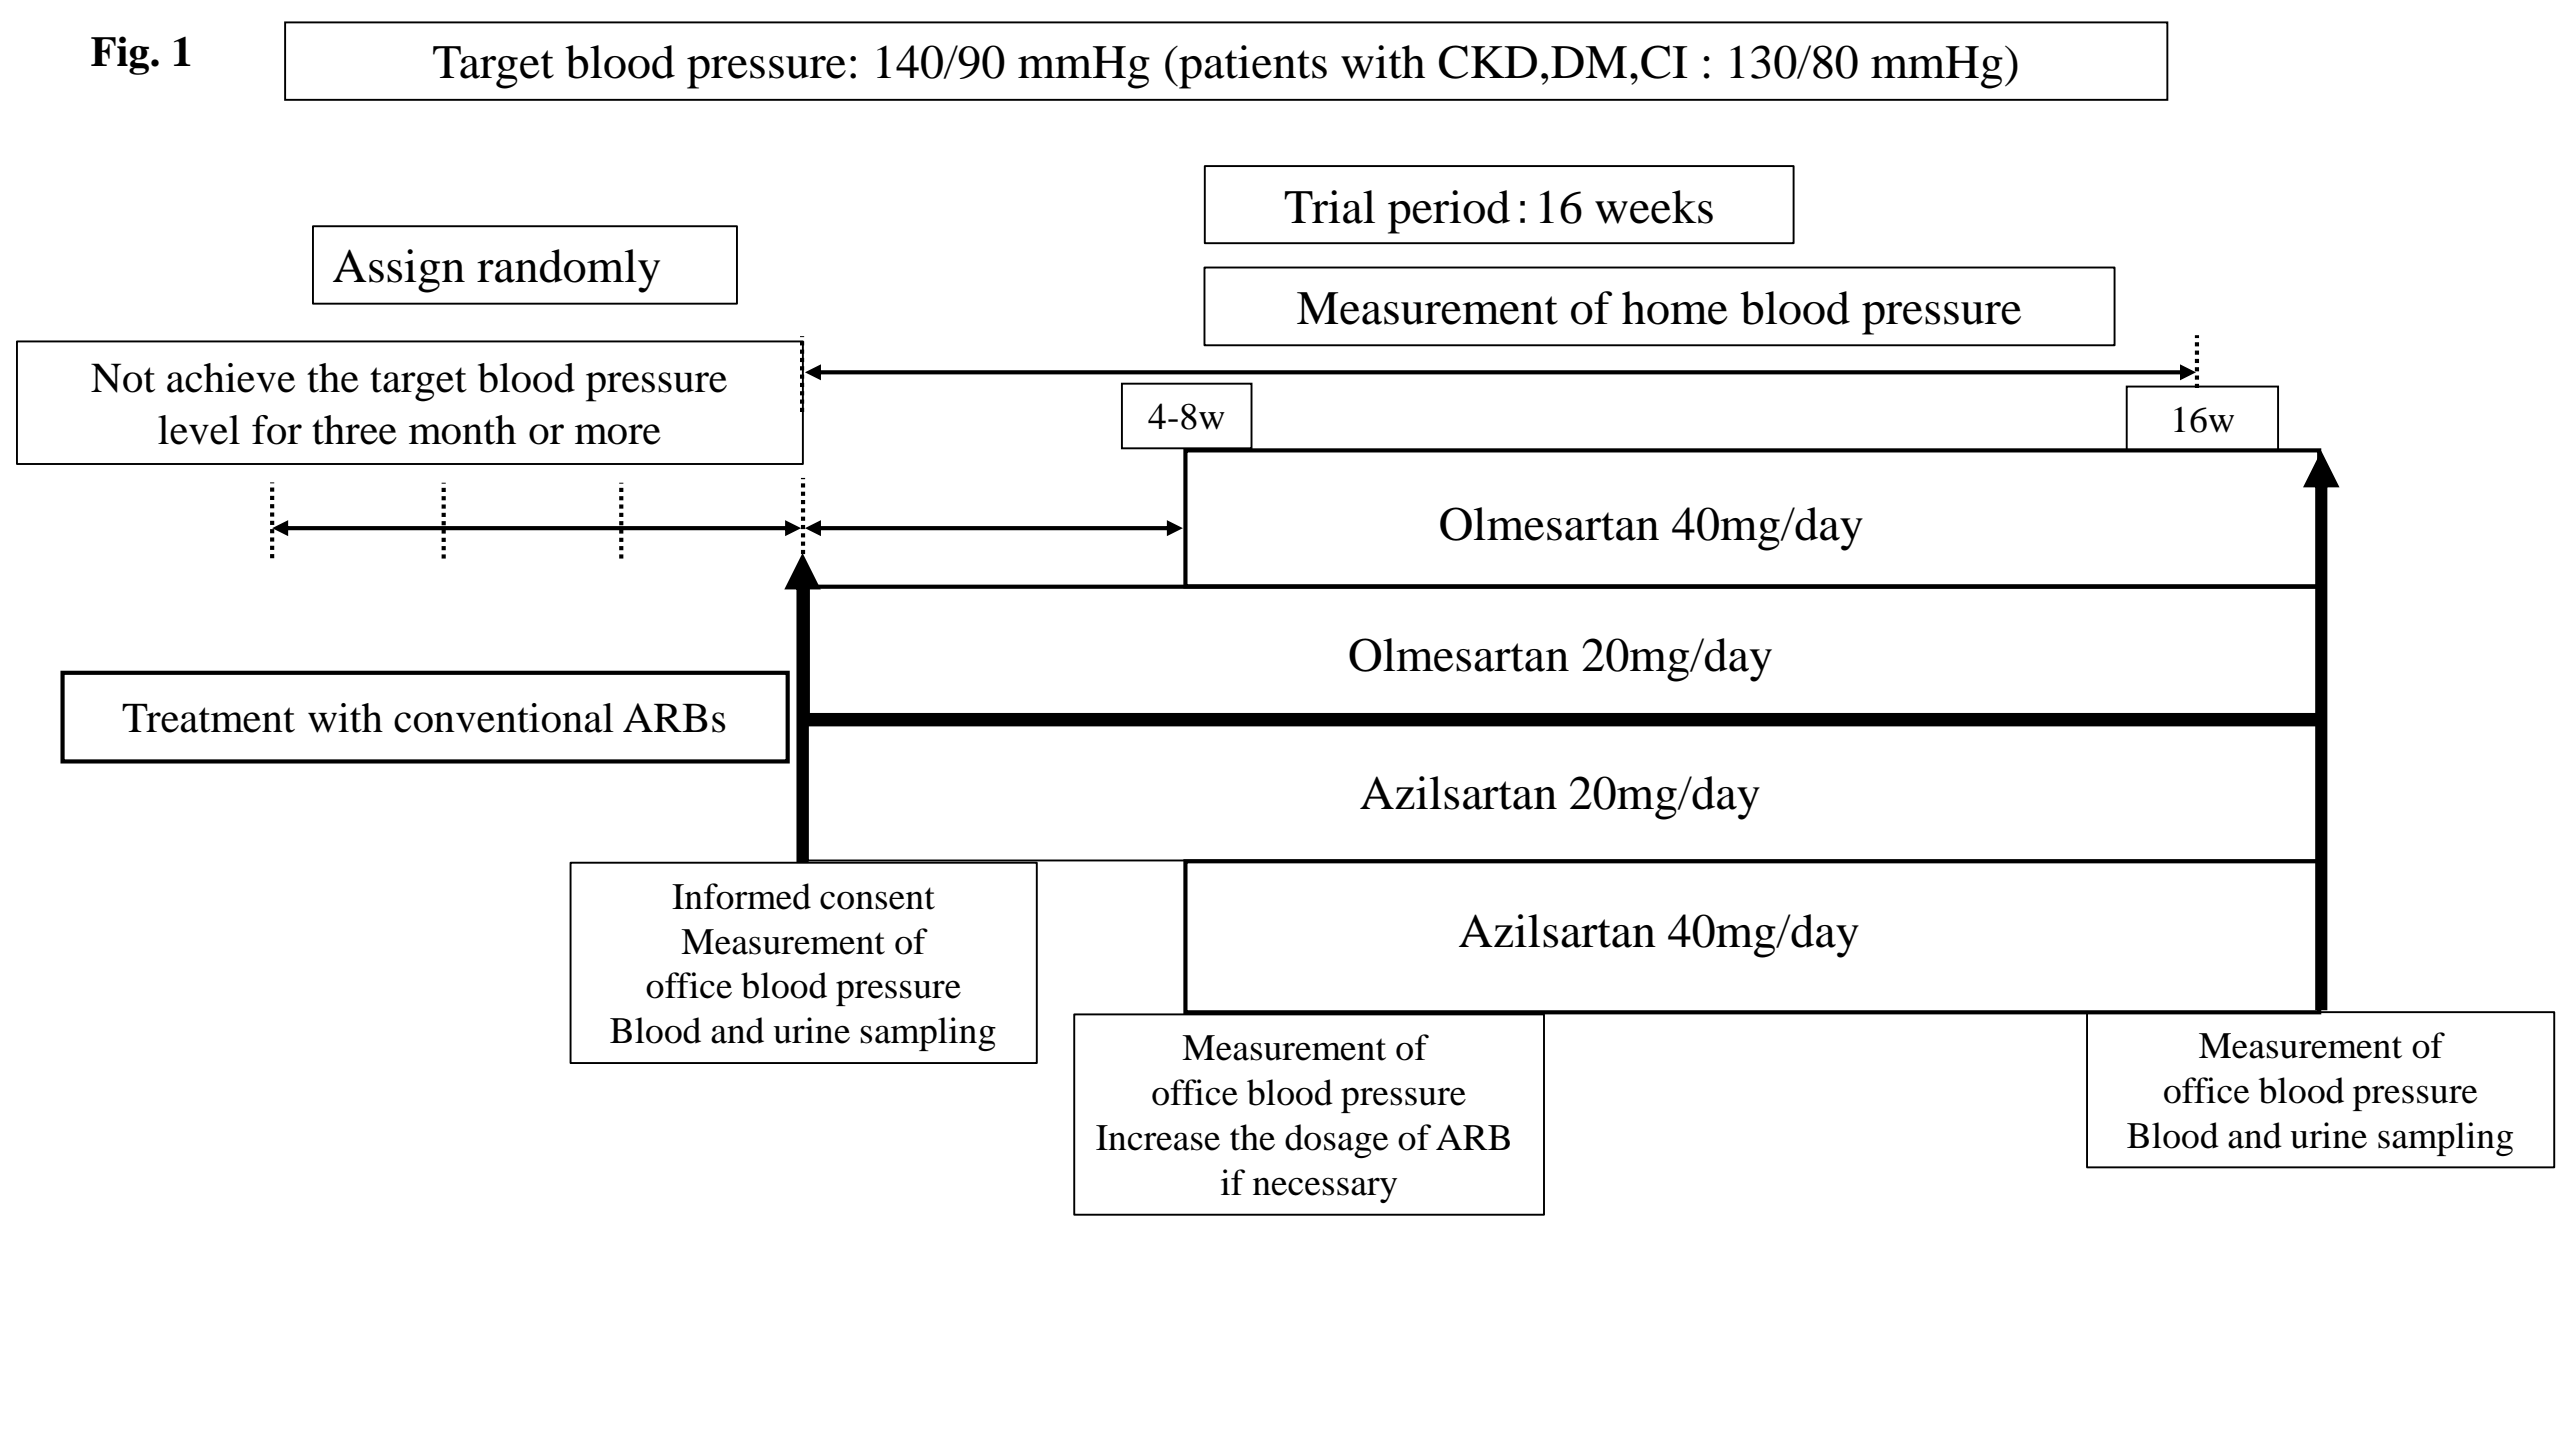 Fig. 1
Target blood pressure: 140/90 mmHg (patients with CKD,DM,CI : 130/80 mmHg)
Trial period：16 weeks
Assign randomly
Measurement of home blood pressure
Not achieve the target blood pressure
level for three month or more
4-8w
16w
Olmesartan 40mg/day
Olmesartan 20mg/day
Treatment with conventional ARBs
Azilsartan 20mg/day
Azilsartan 40mg/day
Informed consent
Measurement of
office blood pressure
Blood and urine sampling
Measurement of
office blood pressure
Increase the dosage of ARB
if necessary
Measurement of
office blood pressure
Blood and urine sampling